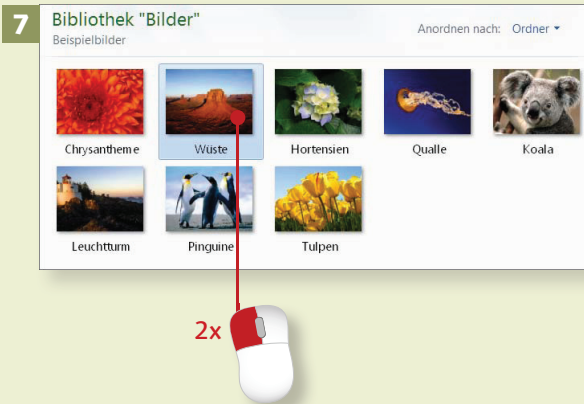 7
Bibliothek "Bilder"
Beispielbilder
Anordnen nach: Ordner
Chrysantheme Wüste Hortensien Qualle Koala
Leuchtturm Pinguine Tulpen
2x